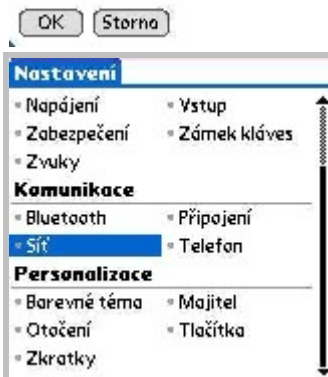 OK Storno
Nastavení
Napájení Vstup
Zabezpečení Zámek kláves
Zvuky
Komunikace
Bluetooth Připojení
Síť Telefon
Personalizace
Barevné téma Majitel
Otočení Tlačítka
Zkratky